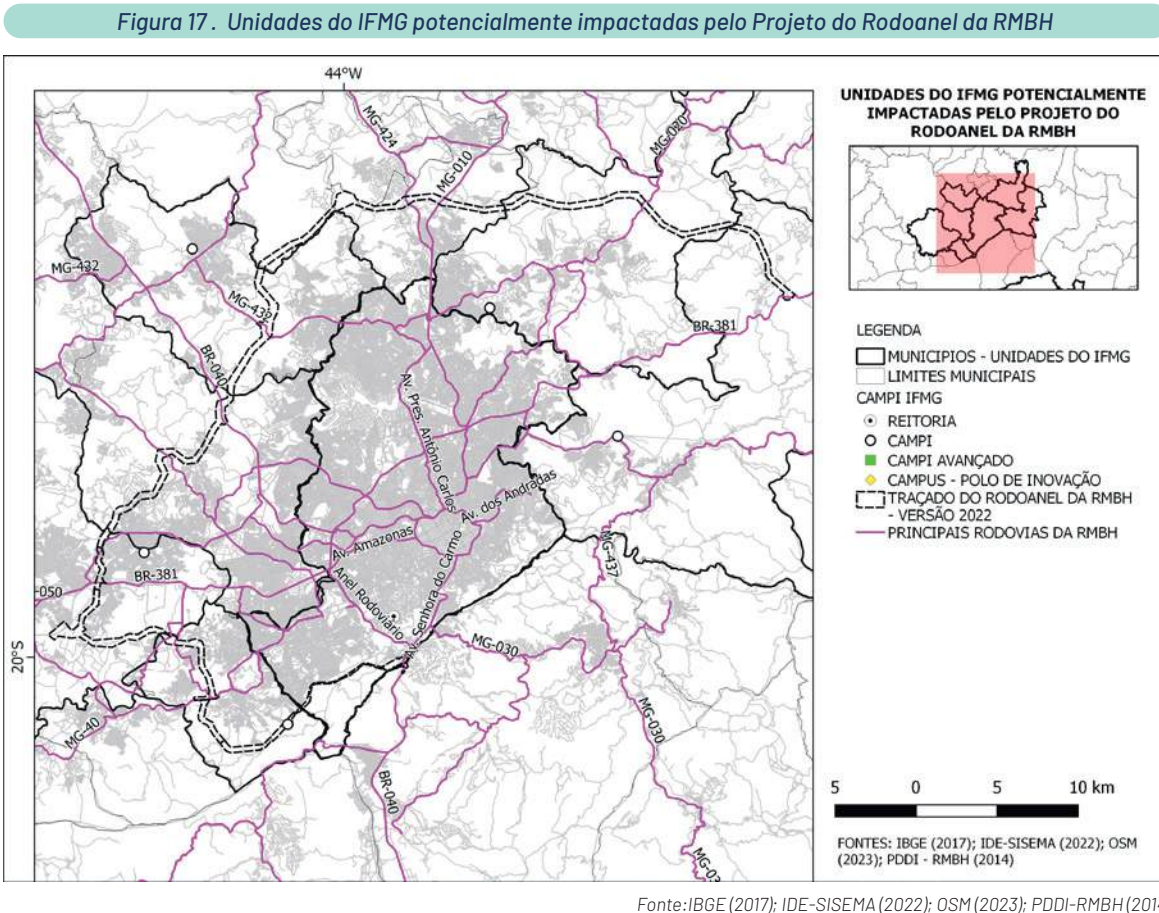 Figura 17 . Unidades do IFMG potencialmente impactadas pelo Projeto do Rodoanel da RMBH
44°W
20°S
MG-424
MG-010
MG-020
MG-432
MG-432
BR-040
BR-381
Av. Pres. Antônio Carlos
Av. dos Andradas
Av. Amazonas
Av. Senhora do Carmo
Anel Rodoviário
BR-381
-050
MG-437
MG-030
MG-030
MG-40
BR-040
MG-03
UNIDADES DO IFMG POTENCIALMENTE
IMPACTADAS PELO PROJETO DO
RODOANEL DA RMBH
LEGENDA
MUNICIPIOS - UNIDADES DO IFMG
LIMITES MUNICIPAIS
CAMPI IFMG
REITORIA
CAMPI
CAMPI AVANÇADO
CAMPUS - POLO DE INOVAÇÃO
TRAÇADO DO RODOANEL DA RMBH
- VERSÃO 2022
PRINCIPAIS RODOVIAS DA RMBH
5 0 5 10 km
FONTES: IBGE (2017); IDE-SISEMA (2022); OSM
(2023); PDDI - RMBH (2014)
Fonte:IBGE (2017); IDE-SISEMA (2022); OSM (2023); PDDI-RMBH (2014